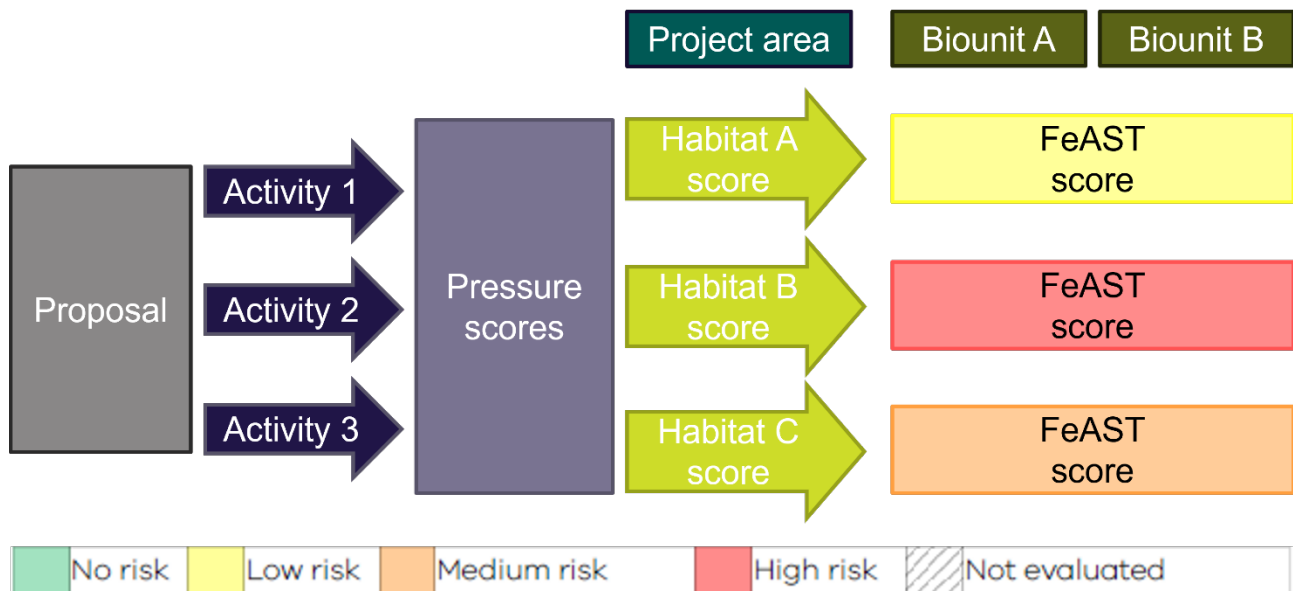 Project area
Biounit A
Biounit B
Proposal
Activity 1
Activity 2
Activity 3
Pressure
scores
Habitat A
score
FeAST
score
Habitat B
score
FeAST
score
Habitat C
score
FeAST
score
No risk
Low risk
Medium risk
High risk
Not evaluated